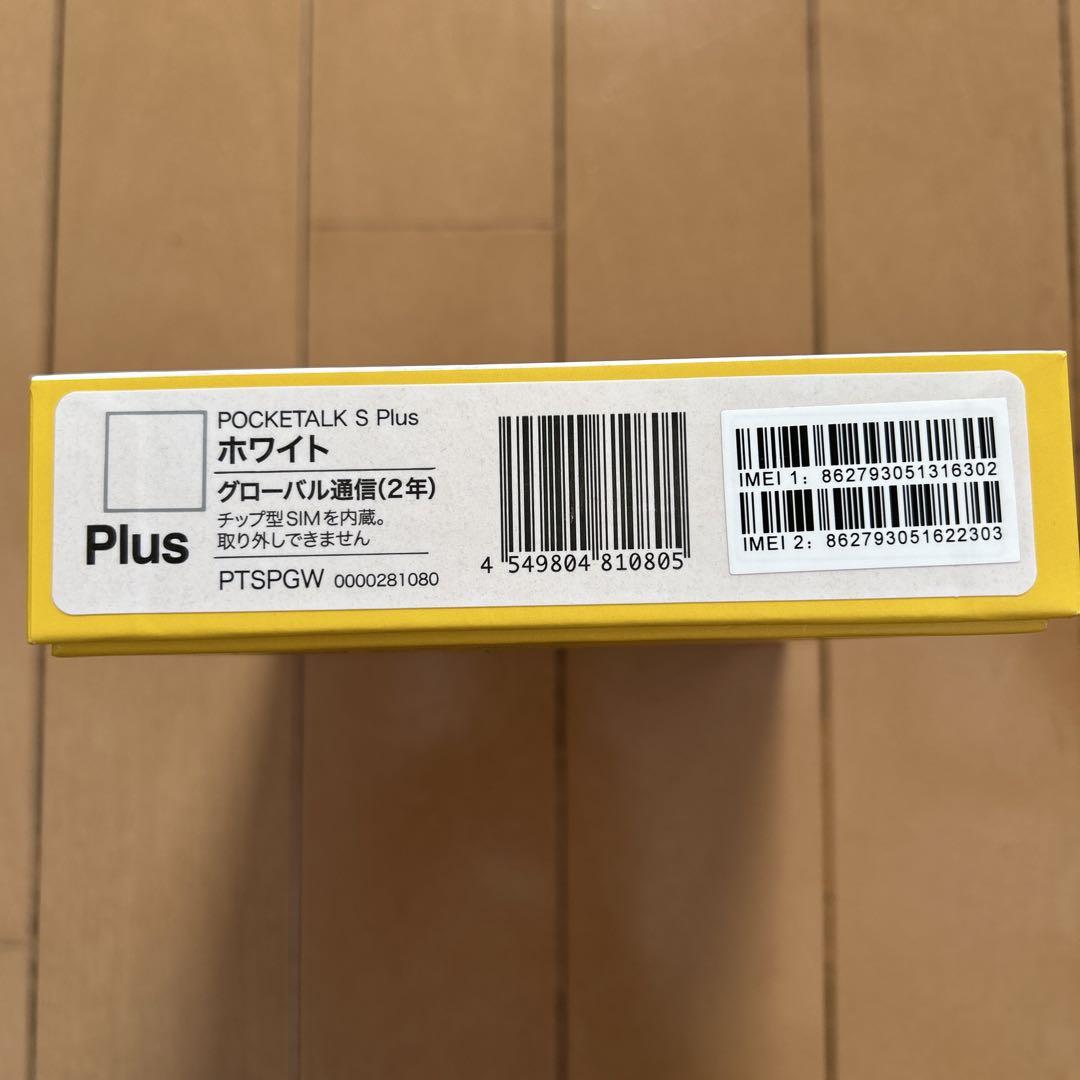 POCKETALK S Plus
ホワイト
グローバル通信(2年)
チップ型SIMを内蔵。
取り外しできません
Plus
PTSPGW 0000281080
4 549804 810805
IMEI 1: 862793051316302
IMEI 2: 862793051622303